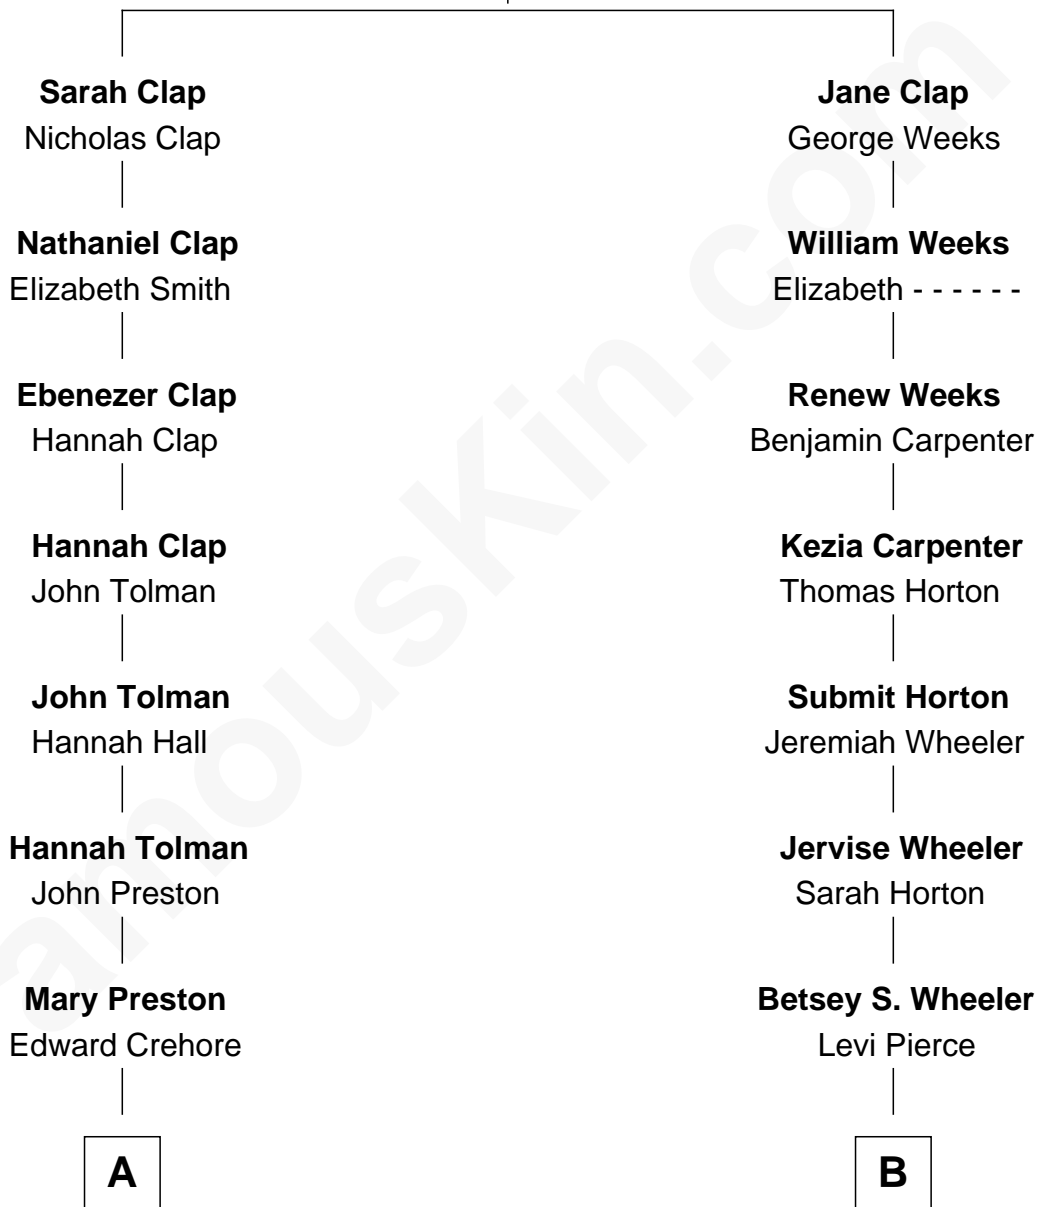 Sarah Clap
Nicholas Clap
Nathaniel Clap
Elizabeth Smith
Ebenezer Clap
Hannah Clap
Hannah Clap
John Tolman
John Tolman
Hannah Hall
Hannah Tolman
John Preston
Mary Preston
Edward Crehore
A
Jane Clap
George Weeks
William Weeks
Elizabeth - - - - - -
Renew Weeks
Benjamin Carpenter
Kezia Carpenter
Thomas Horton
Submit Horton
Jeremiah Wheeler
Jervise Wheeler
Sarah Horton
Betsey S. Wheeler
Levi Pierce
B
amouskin.com